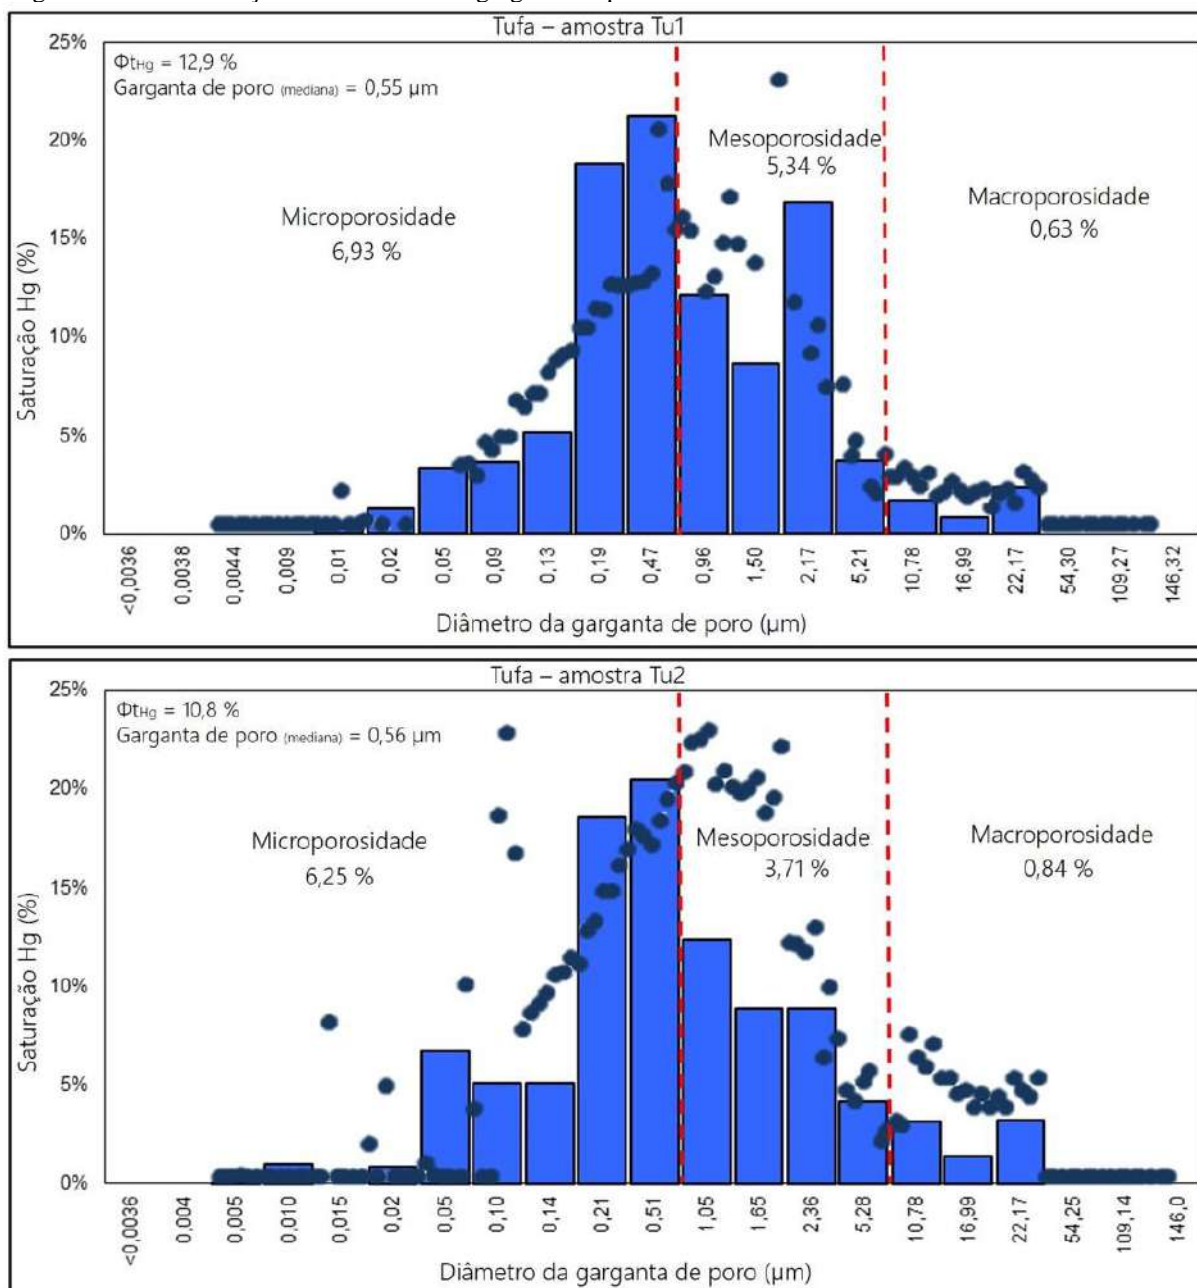 Tufa – amostra Tu1
25%
ΦtHg = 12,9 %
Garganta de poro (mediana) = 0,55 µm
20%
Mesoporosidade
5,34 %
Microporosidade
6,93 %
Macroporosidade
0,63 %
15%
10%
5%
0%
Saturação Hg (%)
<0,0036 0,0038 0,0044 0,009 0,01 0,02 0,05 0,09 0,13 0,19 0,47 0,96 1,50 2,17 5,21 10,78 16,99 22,17 54,30 109,27 146,32
Diâmetro da garganta de poro (µm)
Tufa – amostra Tu2
25%
ΦtHg = 10,8 %
Garganta de poro (mediana) = 0,56 µm
20%
Microporosidade
6,25 %
Mesoporosidade
3,71 %
Macroporosidade
0,84 %
15%
10%
5%
0%
Saturação Hg (%)
<0,0036 0,004 0,005 0,010 0,015 0,02 0,05 0,10 0,14 0,21 0,51 1,05 1,65 2,36 5,28 10,78 16,99 22,17 54,25 109,14 146,0
Diâmetro da garganta de poro (µm)